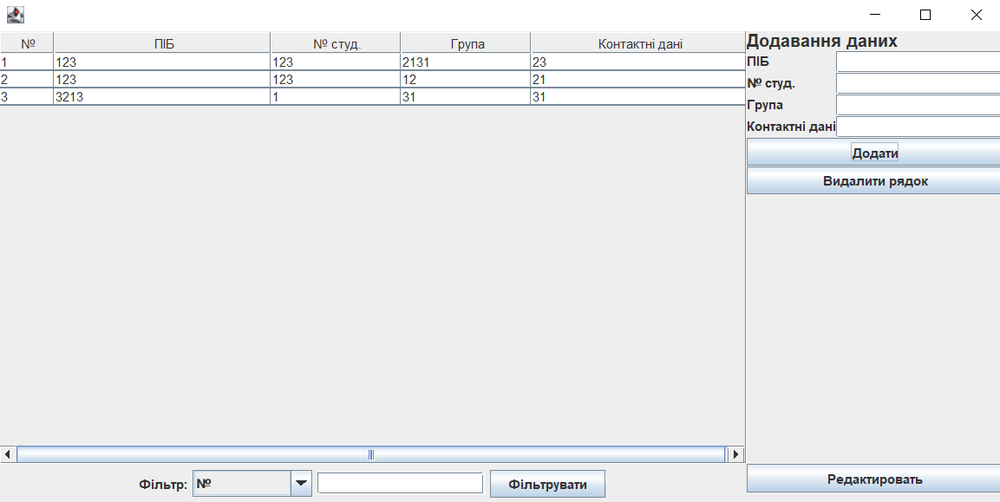 № ПІБ № студ. Група Контактні дані
1 123 123 2131 23
2 123 123 12 21
3 3213 1 31 31
Додавання даних
ПІБ
№ студ.
Група
Контактні дані
Додати
Видалити рядок
Фільтр: № Фільтрувати
Редактировать